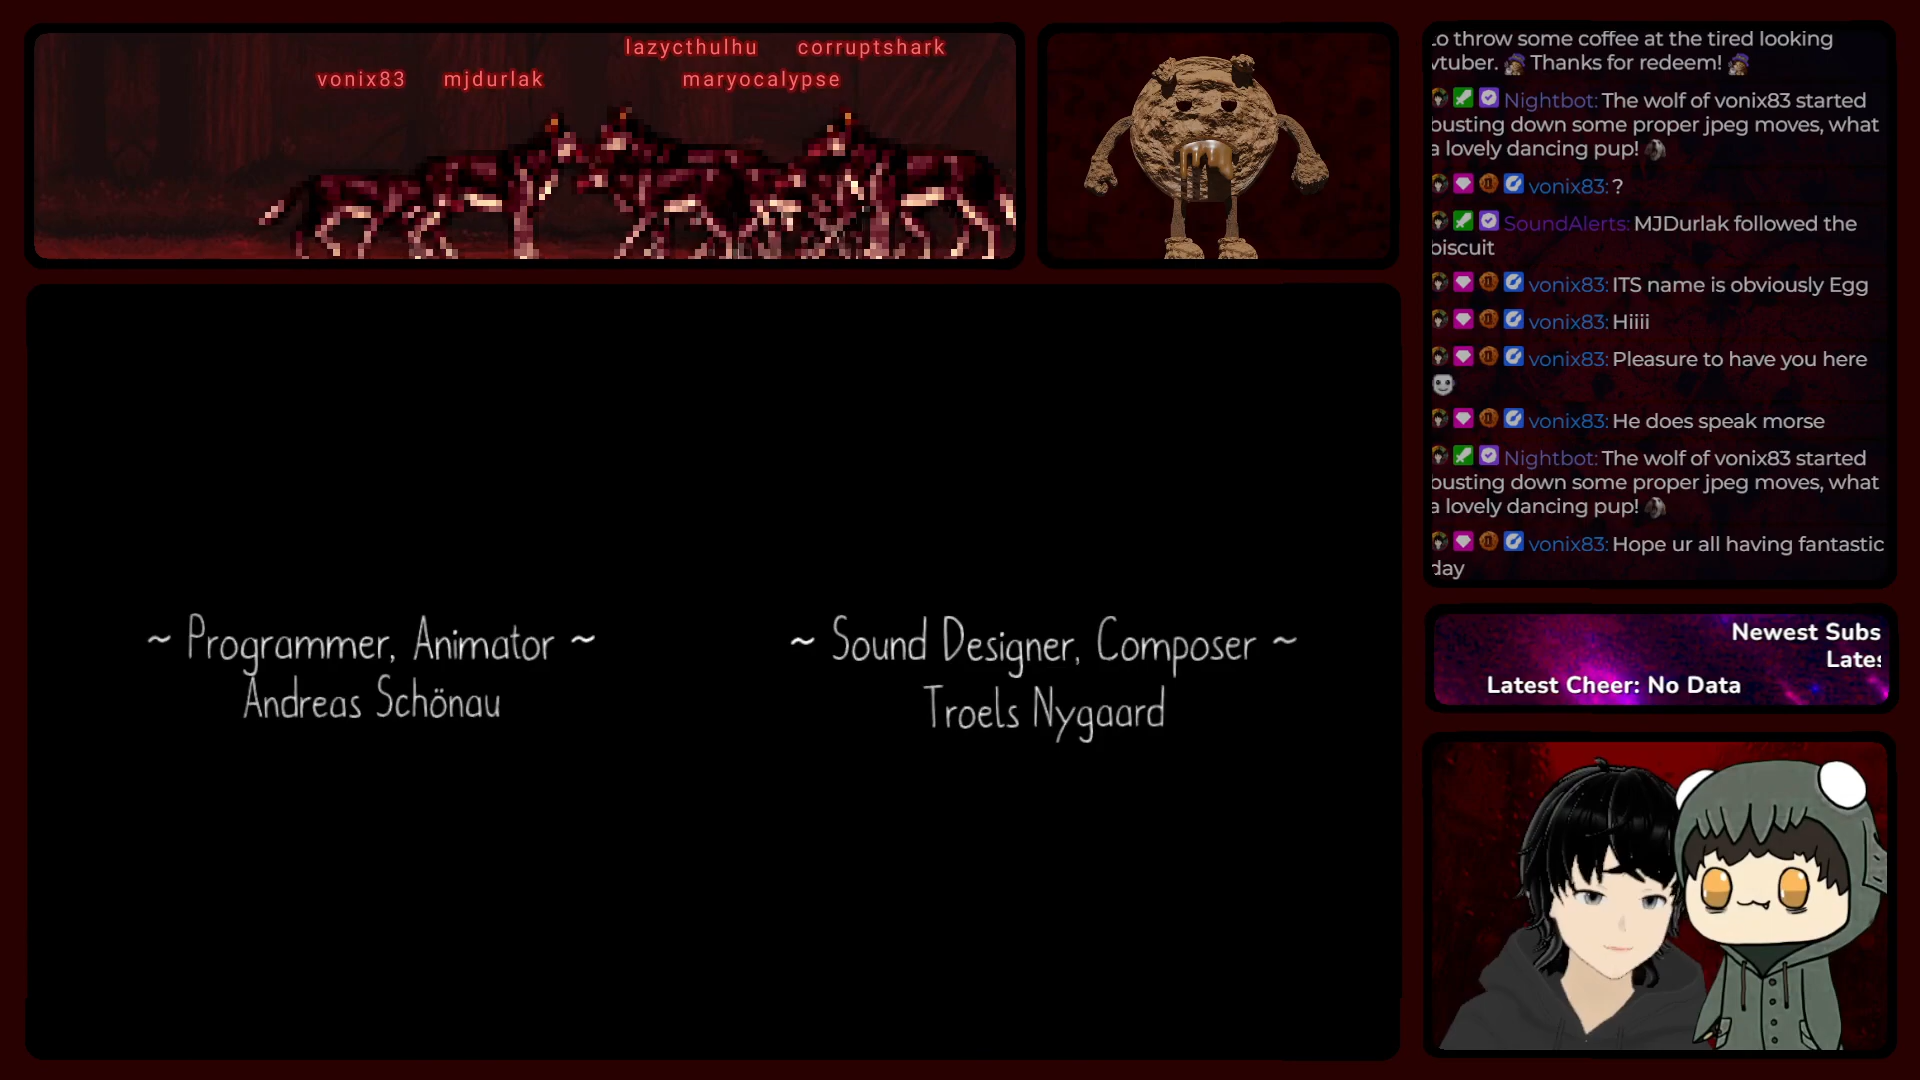 lazycthulhu corruptshark
vonix83 mjdurlak maryocalypse
~ Programmer, Animator ~
Andreas Schönau
~ Sound Designer, Composer ~
Troels Nygaard
to throw some coffee at the tired looking
vtuber. Thanks for redeem!
Nightbot: The wolf of vonix83 started
busting down some proper jpeg moves, what
a lovely dancing pup!
vonix83: ?
SoundAlerts: MJDurlak followed the
biscuit
vonix83: ITS name is obviously Egg
vonix83: Hiiii
vonix83: Pleasure to have you here
vonix83: He does speak morse
Nightbot: The wolf of vonix83 started
busting down some proper jpeg moves, what
a lovely dancing pup!
vonix83: Hope ur all having fantastic
day
Newest Subs
Lates
Latest Cheer: No Data